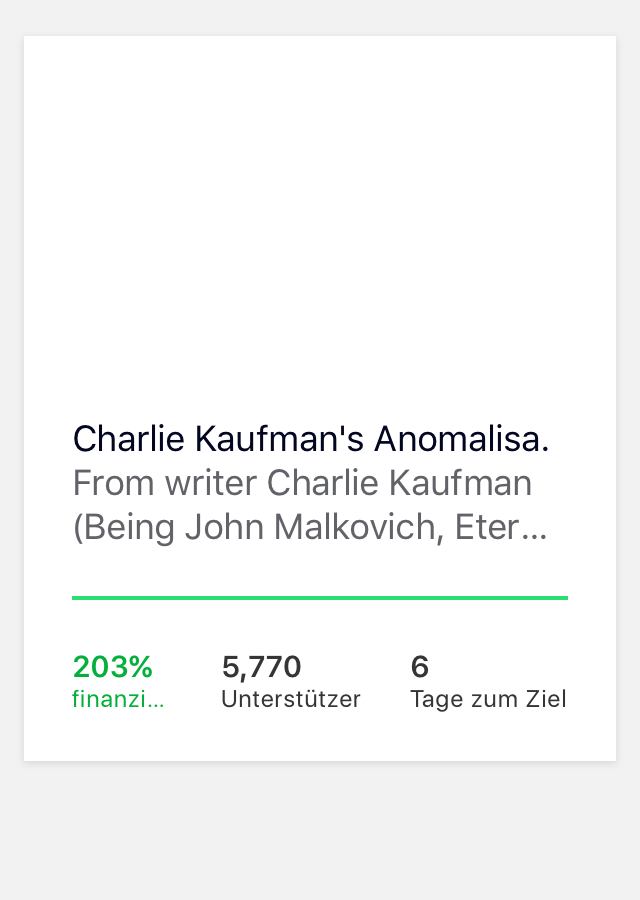 Charlie Kaufman's Anomalisa.
From writer Charlie Kaufman
(Being John Malkovich, Eter…
203%
finanzi…
5,770
Unterstützer
6
Tage zum Ziel